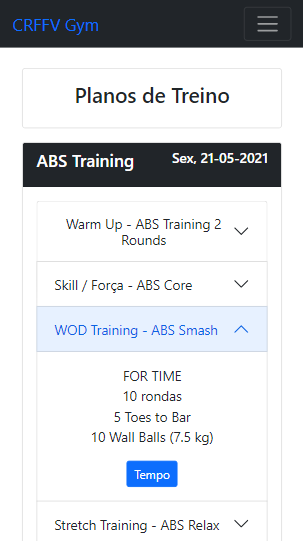 CRFFV Gym
Planos de Treino
ABS Training
Sex, 21-05-2021
Warm Up - ABS Training 2
Rounds
Skill / Força - ABS Core
WOD Training - ABS Smash
FOR TIME
10 rondas
5 Toes to Bar
10 Wall Balls (7.5 kg)
Tempo
Stretch Training - ABS Relax